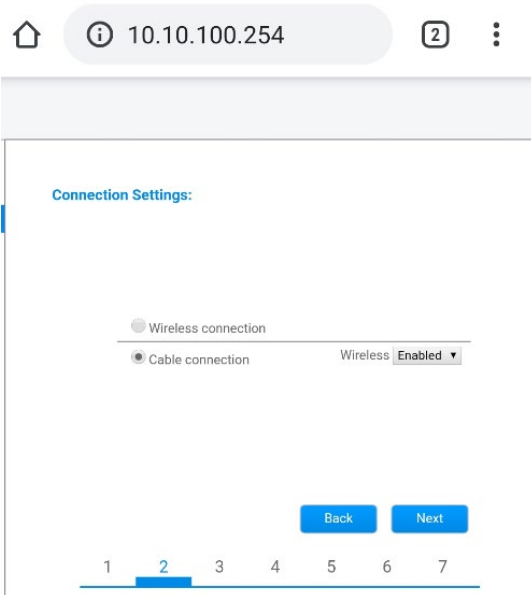 10.10.100.254 2
Connection Settings:
Wireless connection
Cable connection Wireless Enabled
Back Next
1 2 3 4 5 6 7